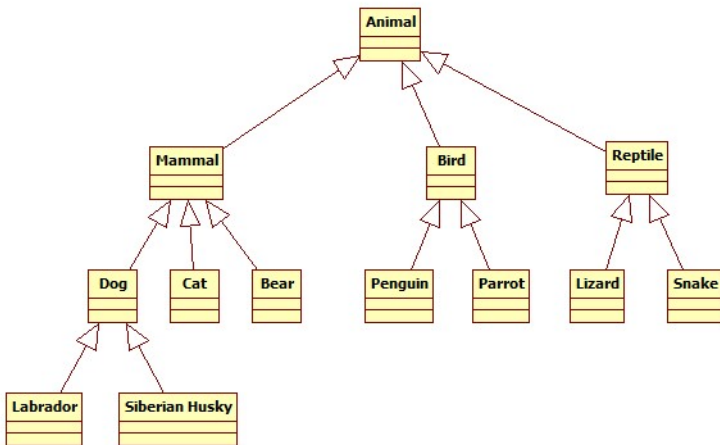 Animal
Mammal
Bird
Reptile
Dog
Cat
Bear
Penguin
Parrot
Lizard
Snake
Labrador
Siberian Husky